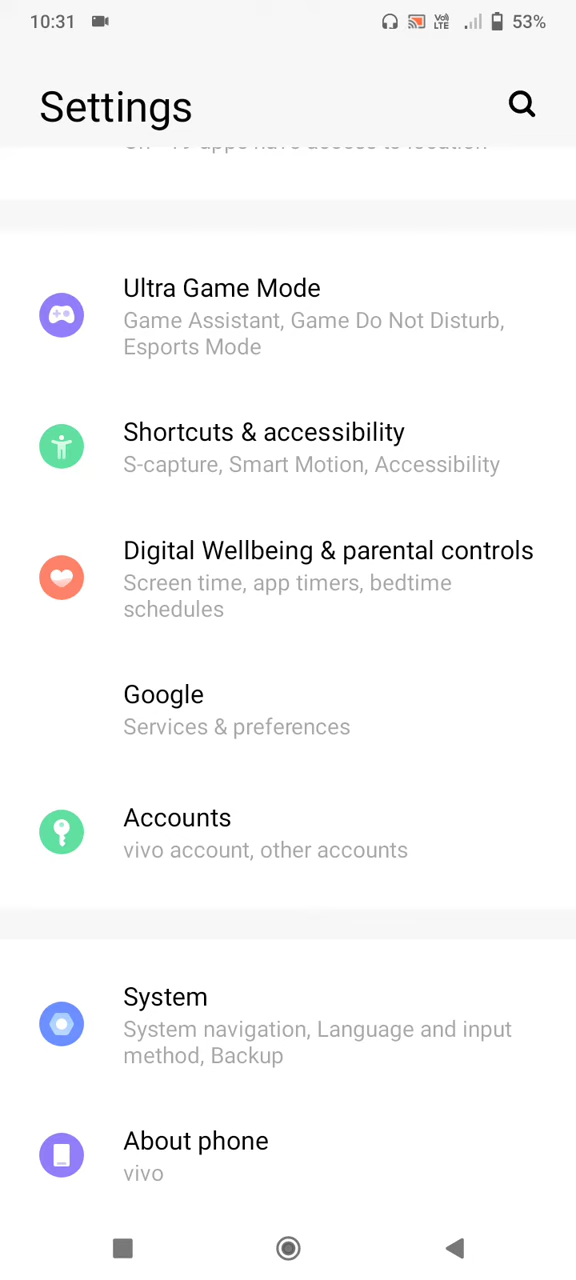 10:31
Vo) LTE
53%
Settings
Ultra Game Mode
Game Assistant, Game Do Not Disturb,
Esports Mode
Shortcuts & accessibility
S-capture, Smart Motion, Accessibility
Digital Wellbeing & parental controls
Screen time, app timers, bedtime
schedules
Google
Services & preferences
Accounts
vivo account, other accounts
System
System navigation, Language and input
method, Backup
About phone
vivo